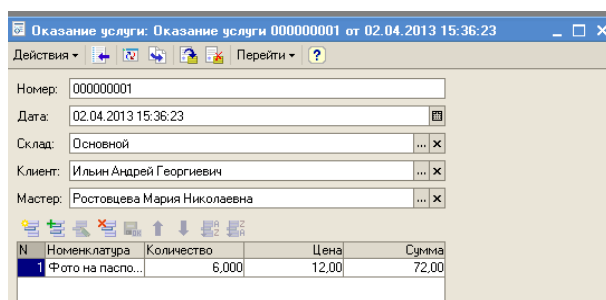 Оказание услуги: Оказание услуги 000000001 от 02.04.2013 15:36:23
Действия Перейти ?
Номер: 000000001
Дата: 02.04.2013 15:36:23
Склад: Основной ... x
Клиент: Ильин Андрей Георгиевич ... x
Мастер: Ростовцева Мария Николаевна ... x
N Номенклатура Количество Цена Сумма
1 Фото на паспо... 6,000 12,00 72,00